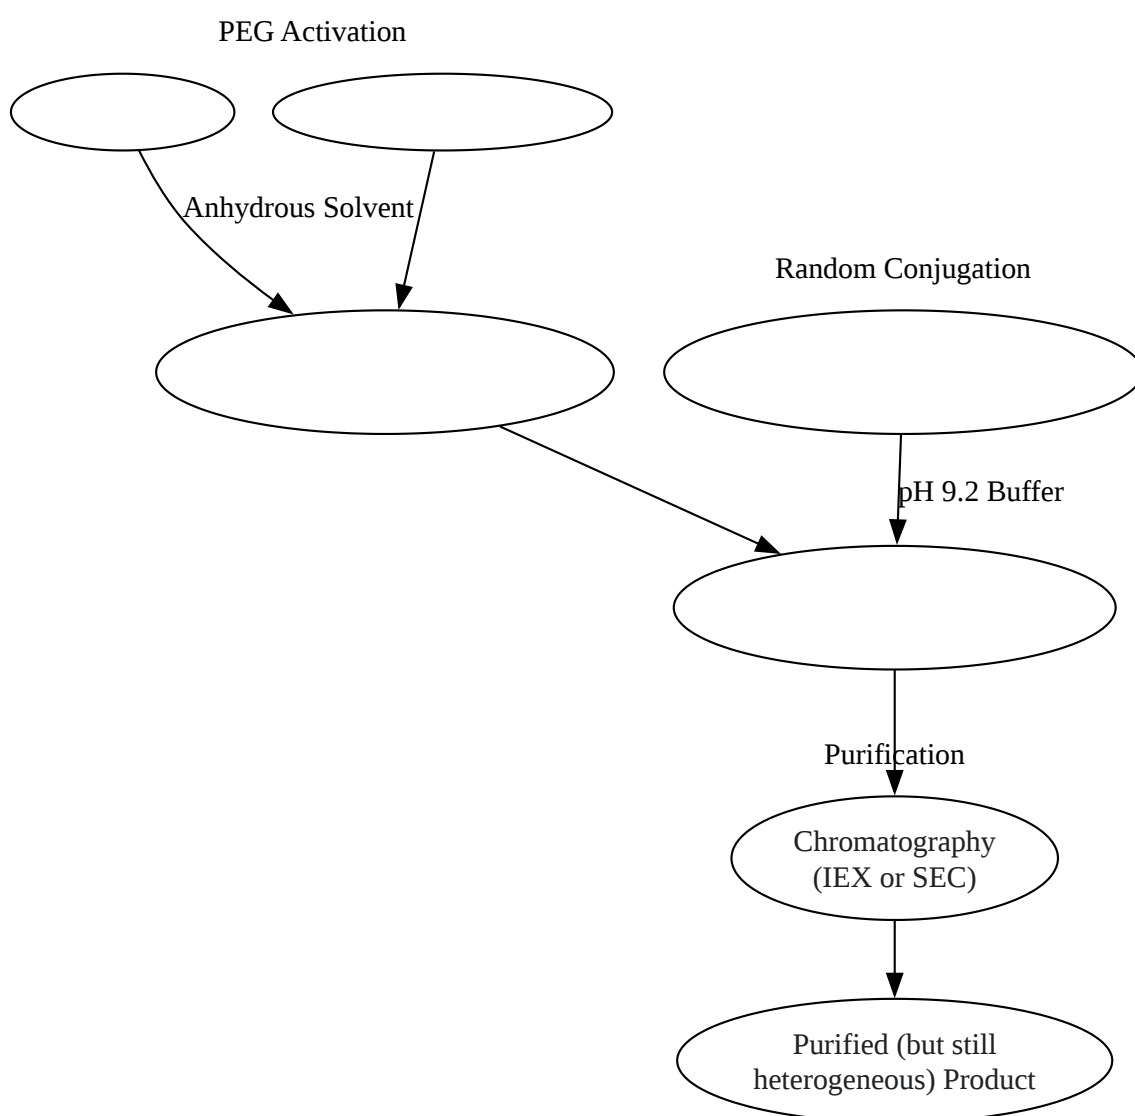 PEG Activation
Anhydrous Solvent
Random Conjugation
pH 9.2 Buffer
Purification
Chromatography
(IEX or SEC)
Purified (but still
heterogeneous) Product